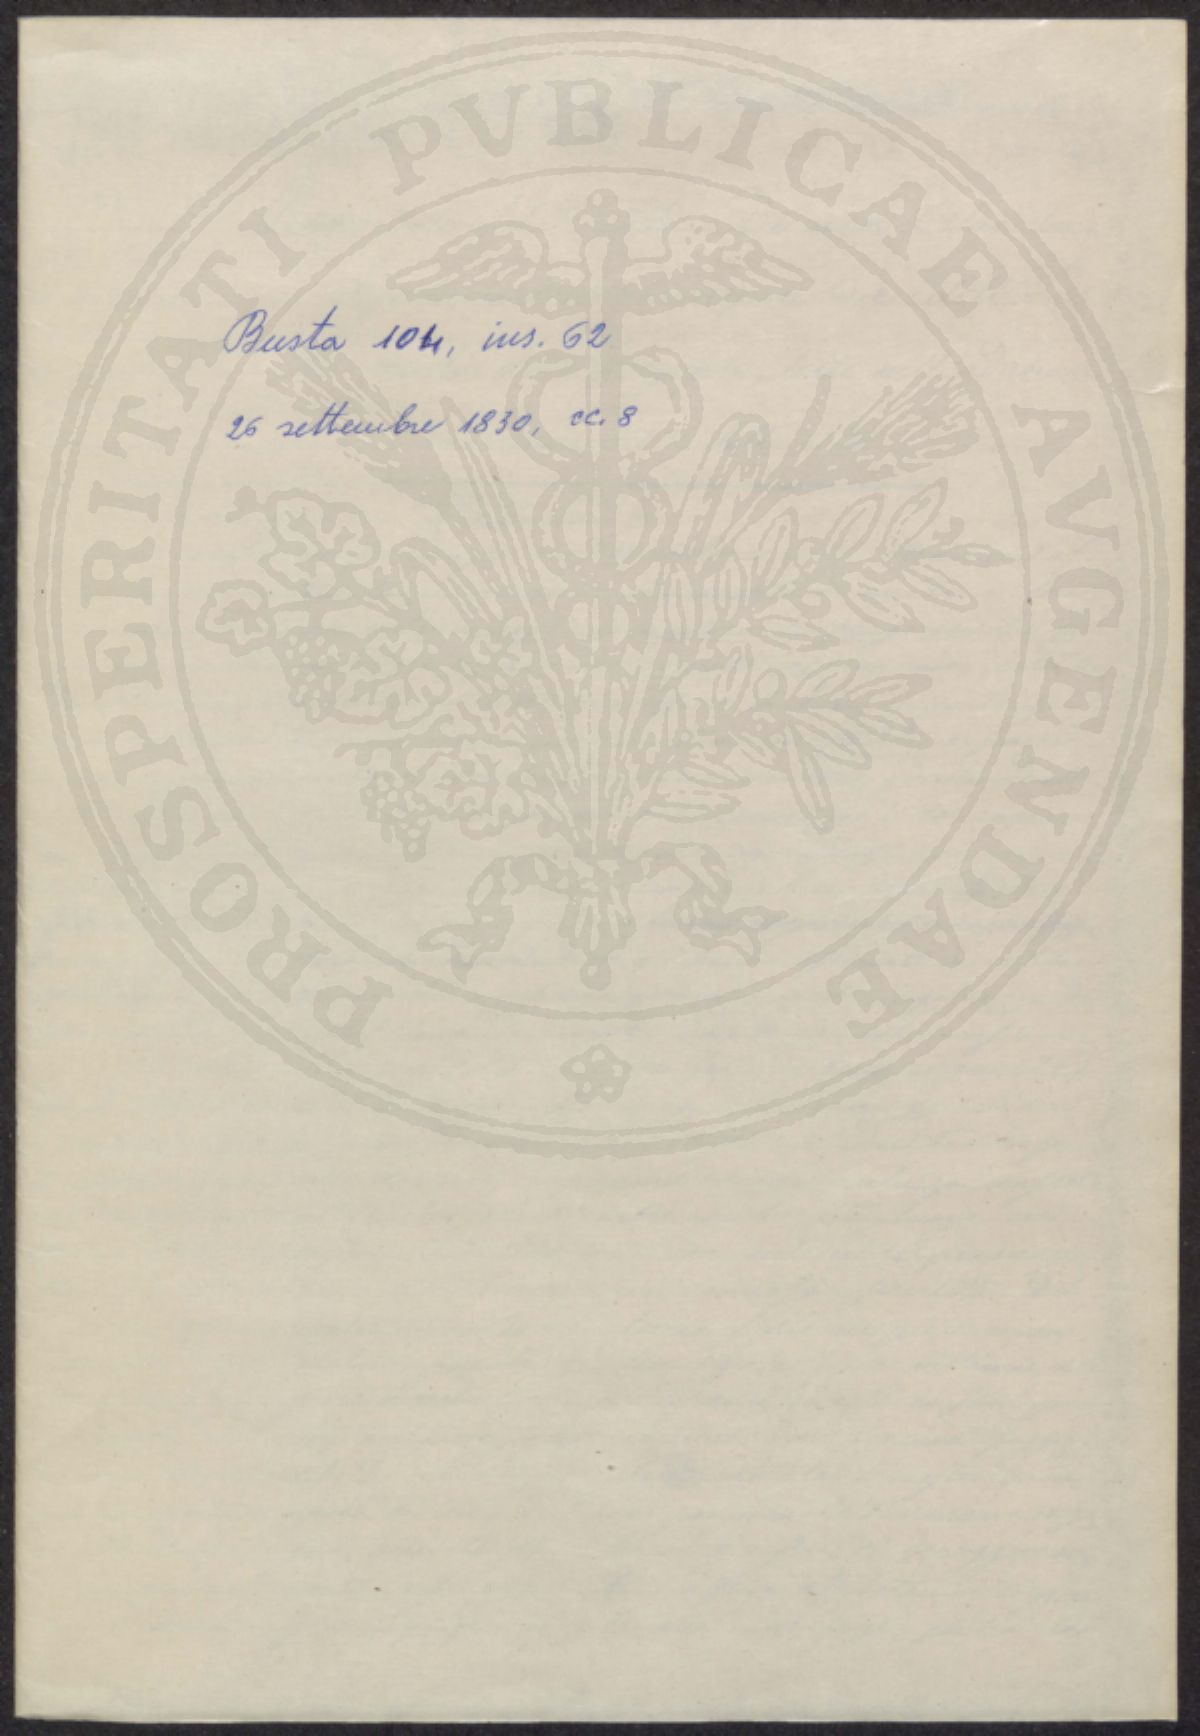 PROSPERITATI PVBLICAE AVGENDAE
Busta 104, ins. 62
26 settembre 1830, cc. 8